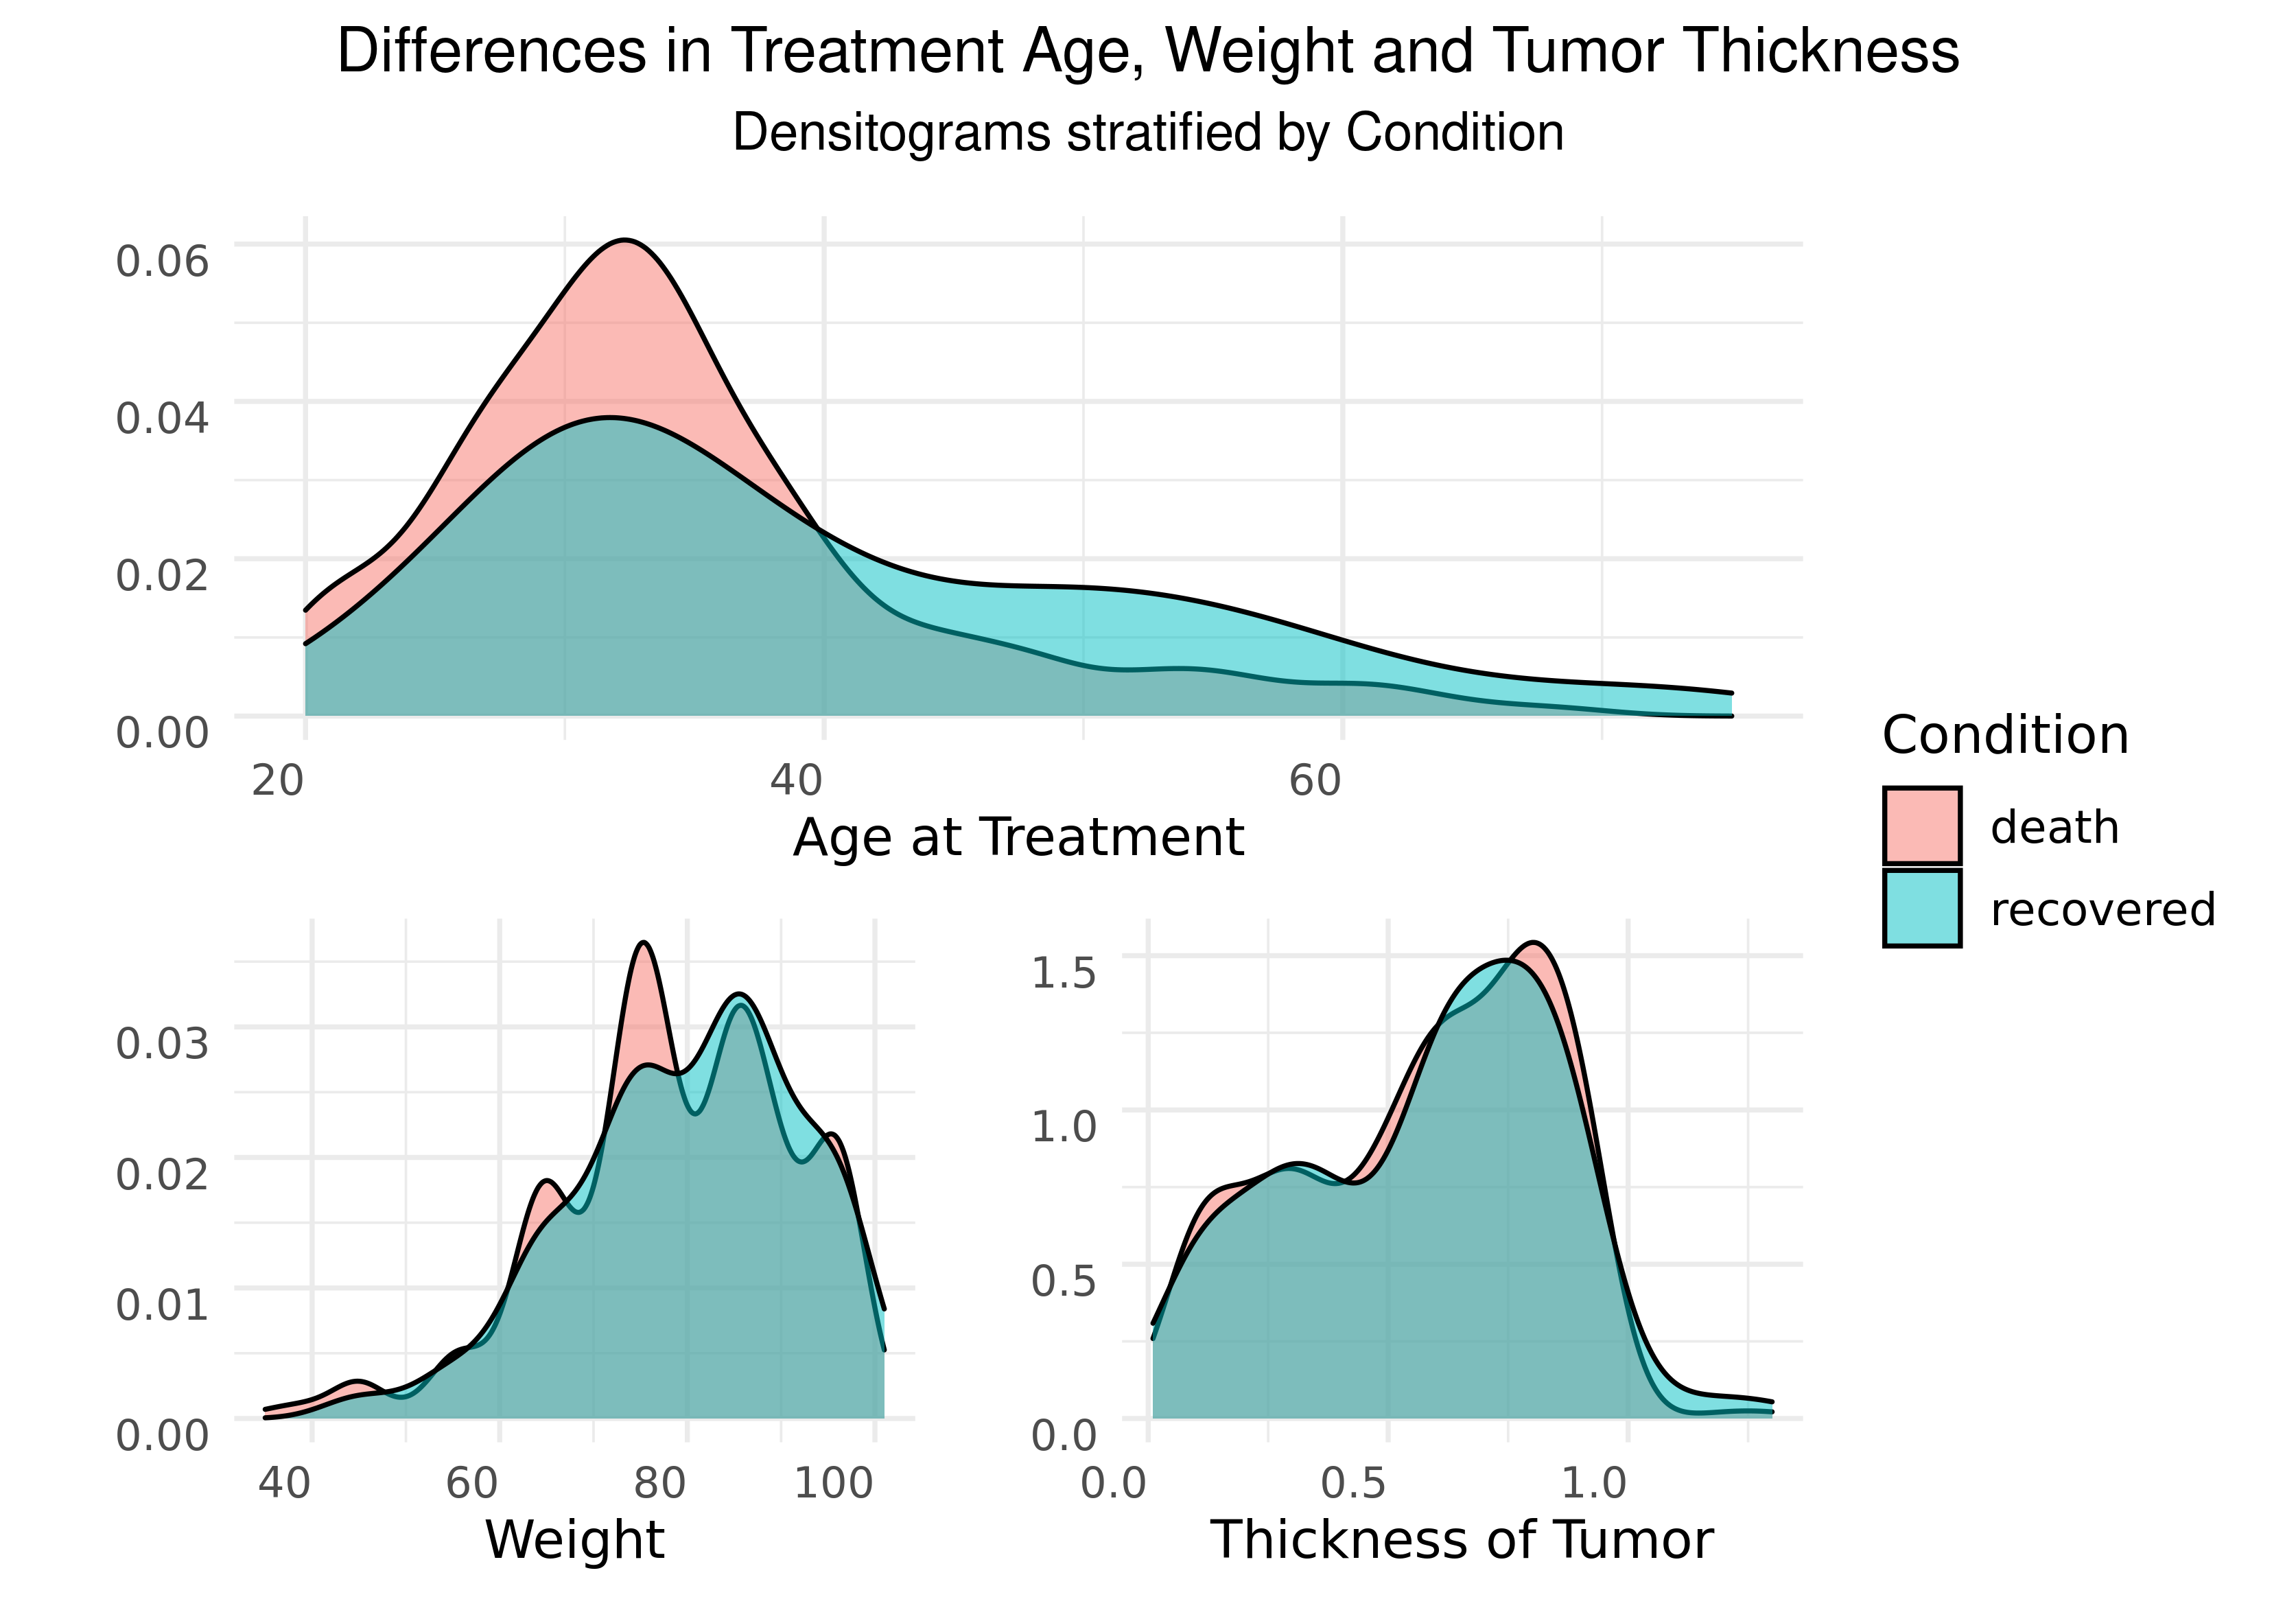 Differences in Treatment Age, Weight and Tumor Thickness
Densitograms stratified by Condition
0.06
0.04
0.02
0.00
20 40 60
Age at Treatment
Condition
death
recovered
0.03
0.02
0.01
0.00
40 60 80 100
Weight
1.5
1.0
0.5
0.0
0.0 0.5 1.0
Thickness of Tumor